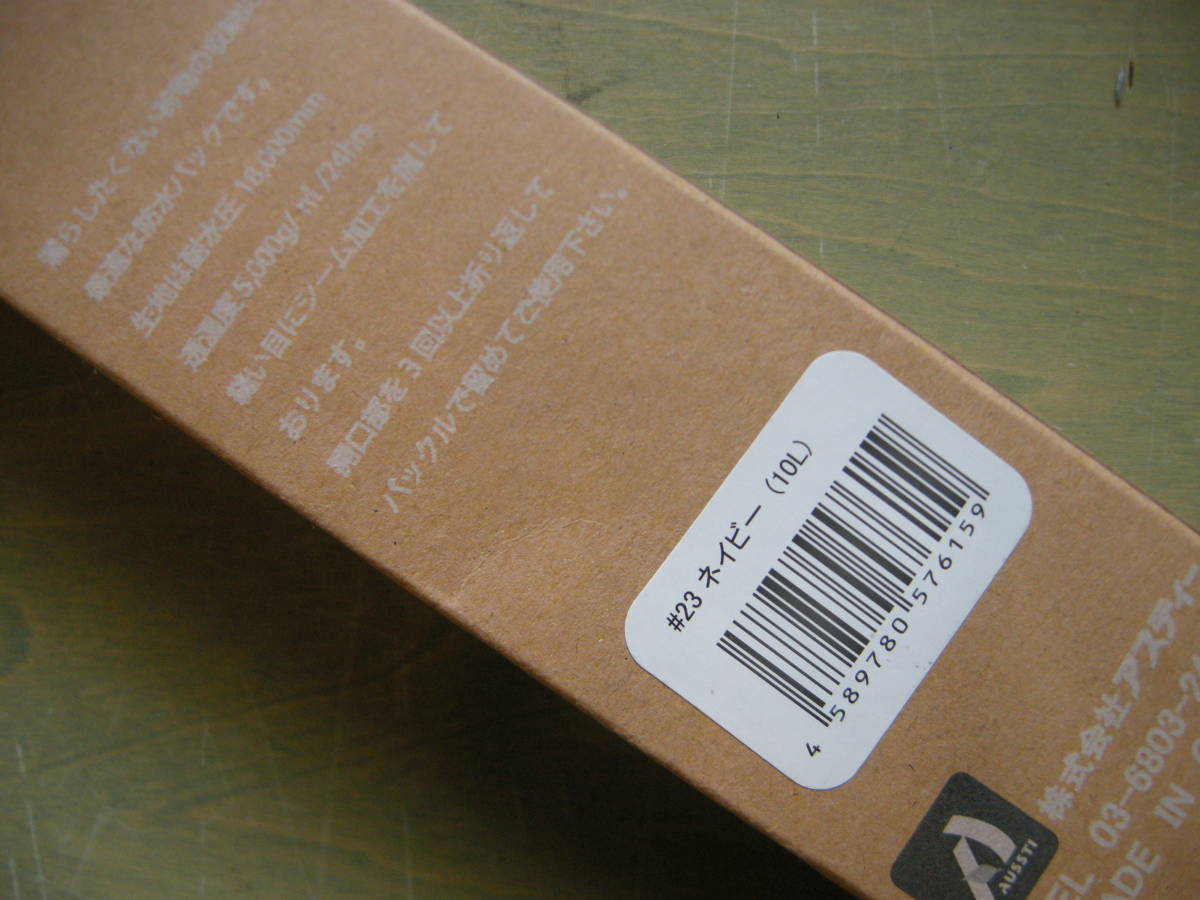 濡らしたくない荷物の収納に
最適な防水バッグです。
生地は耐水圧 18,000mm
透湿度 5,000g/㎡/24hrs
縫い目にシーム加工を施して
おります。
開口部を 3 回以上折り返して
バックルで留めてご使用下さい。
#23 ネイビー（10L）
4 589780 576159
株式会社アスティー
03-6803-2
ADE IN
AUSSTI